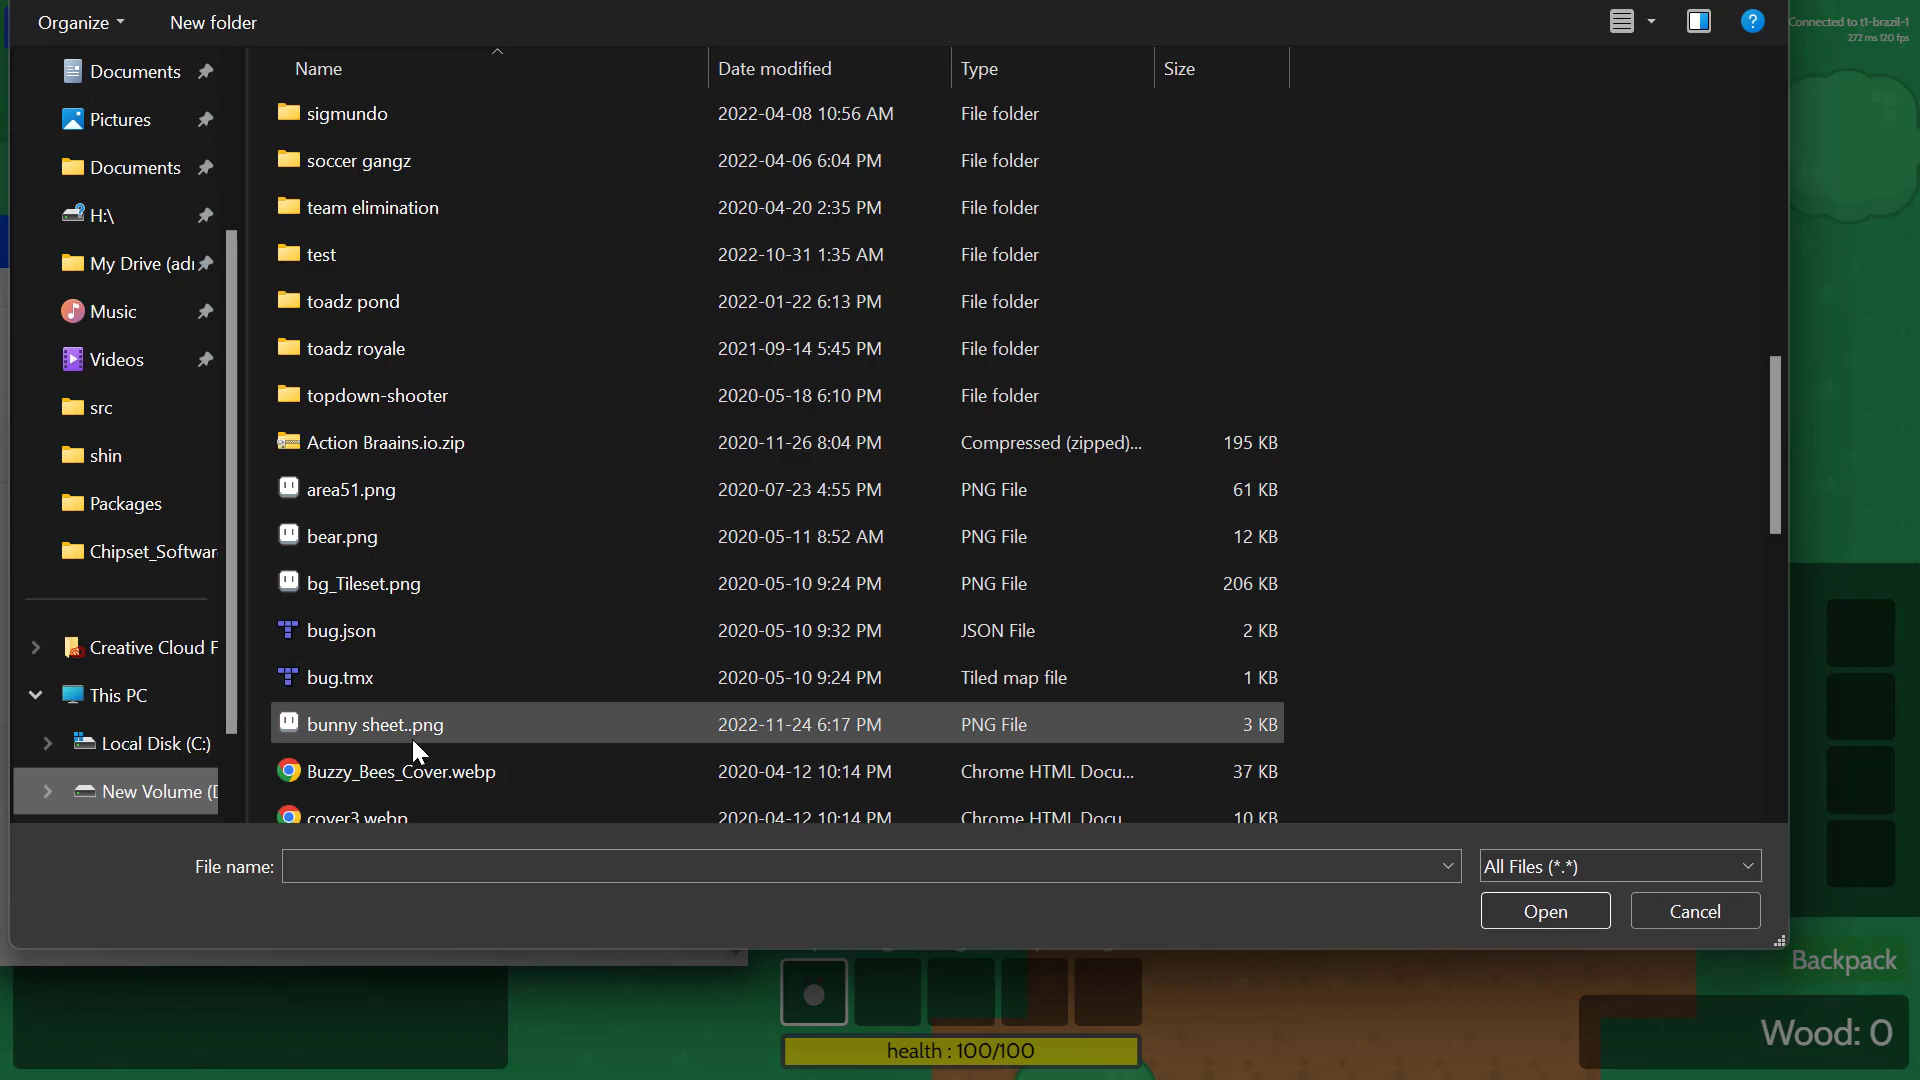 Organize
New folder
Connected to t1-brazil-1
272 ms 120 fps
Documents
Pictures
Documents
H:\
My Drive (adr
Music
Videos
src
shin
Packages
Chipset_Softwar
Creative Cloud F
This PC
Local Disk (C:)
New Volume (D
Name Date modified Type Size
sigmundo 2022-04-08 10:56 AM File folder
soccer gangz 2022-04-06 6:04 PM File folder
team elimination 2020-04-20 2:35 PM File folder
test 2022-10-31 1:35 AM File folder
toadz pond 2022-01-22 6:13 PM File folder
toadz royale 2021-09-14 5:45 PM File folder
topdown-shooter 2020-05-18 6:10 PM File folder
Action Braains.io.zip 2020-11-26 8:04 PM Compressed (zipped)... 195 KB
area51.png 2020-07-23 4:55 PM PNG File 61 KB
bear.png 2020-05-11 8:52 AM PNG File 12 KB
bg_Tileset.png 2020-05-10 9:24 PM PNG File 206 KB
bug.json 2020-05-10 9:32 PM JSON File 2 KB
bug.tmx 2020-05-10 9:24 PM Tiled map file 1 KB
bunny sheet..png 2022-11-24 6:17 PM PNG File 3 KB
Buzzy_Bees_Cover.webp 2020-04-12 10:14 PM Chrome HTML Docu... 37 KB
cover3.webp 2020-04-12 10:14 PM Chrome HTML Docu 10 KB
File name:
All Files (*.*)
Open
Cancel
Backpack
Wood: 0
health : 100/100